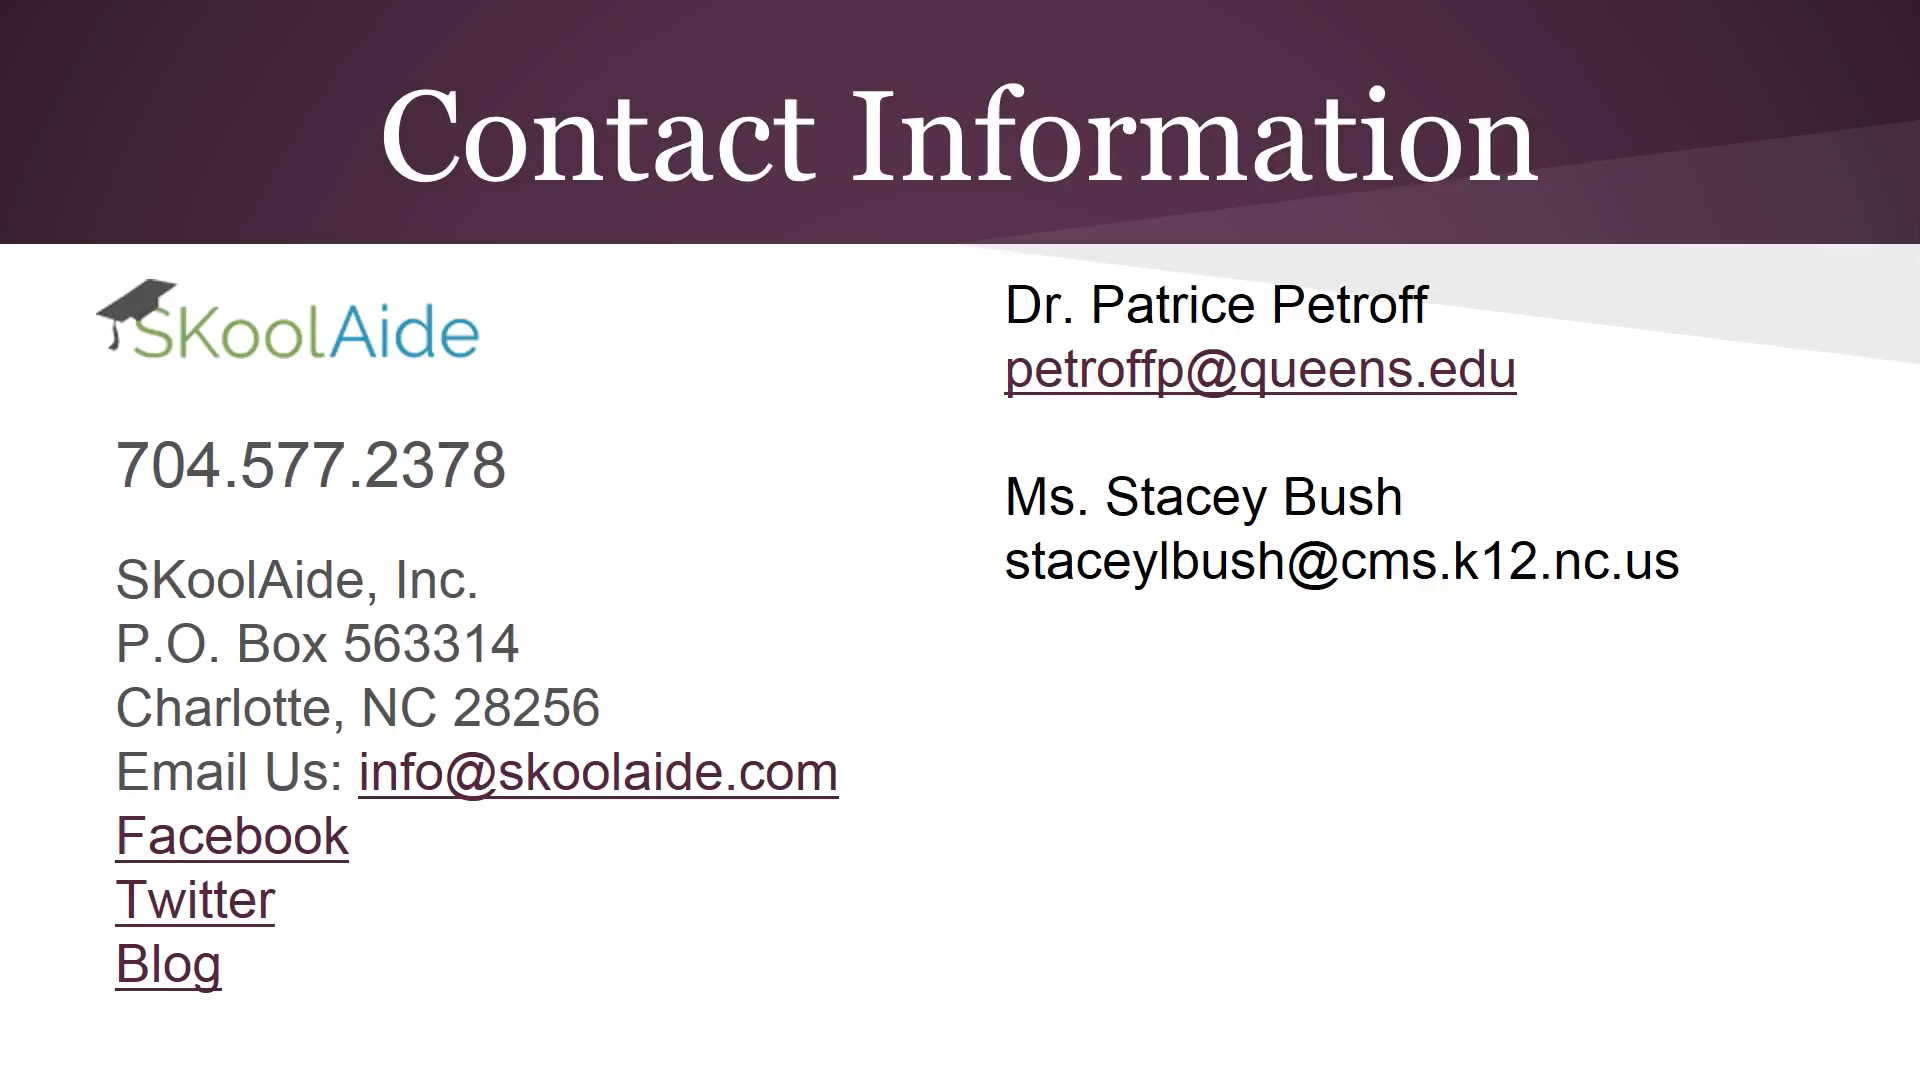 Contact Information
SKoolAide
704.577.2378
SKoolAide, Inc.
P.O. Box 563314
Charlotte, NC 28256
Email Us: info@skoolaide.com
Facebook
Twitter
Blog
Dr. Patrice Petroff
petroffp@queens.edu
Ms. Stacey Bush
staceylbush@cms.k12.nc.us